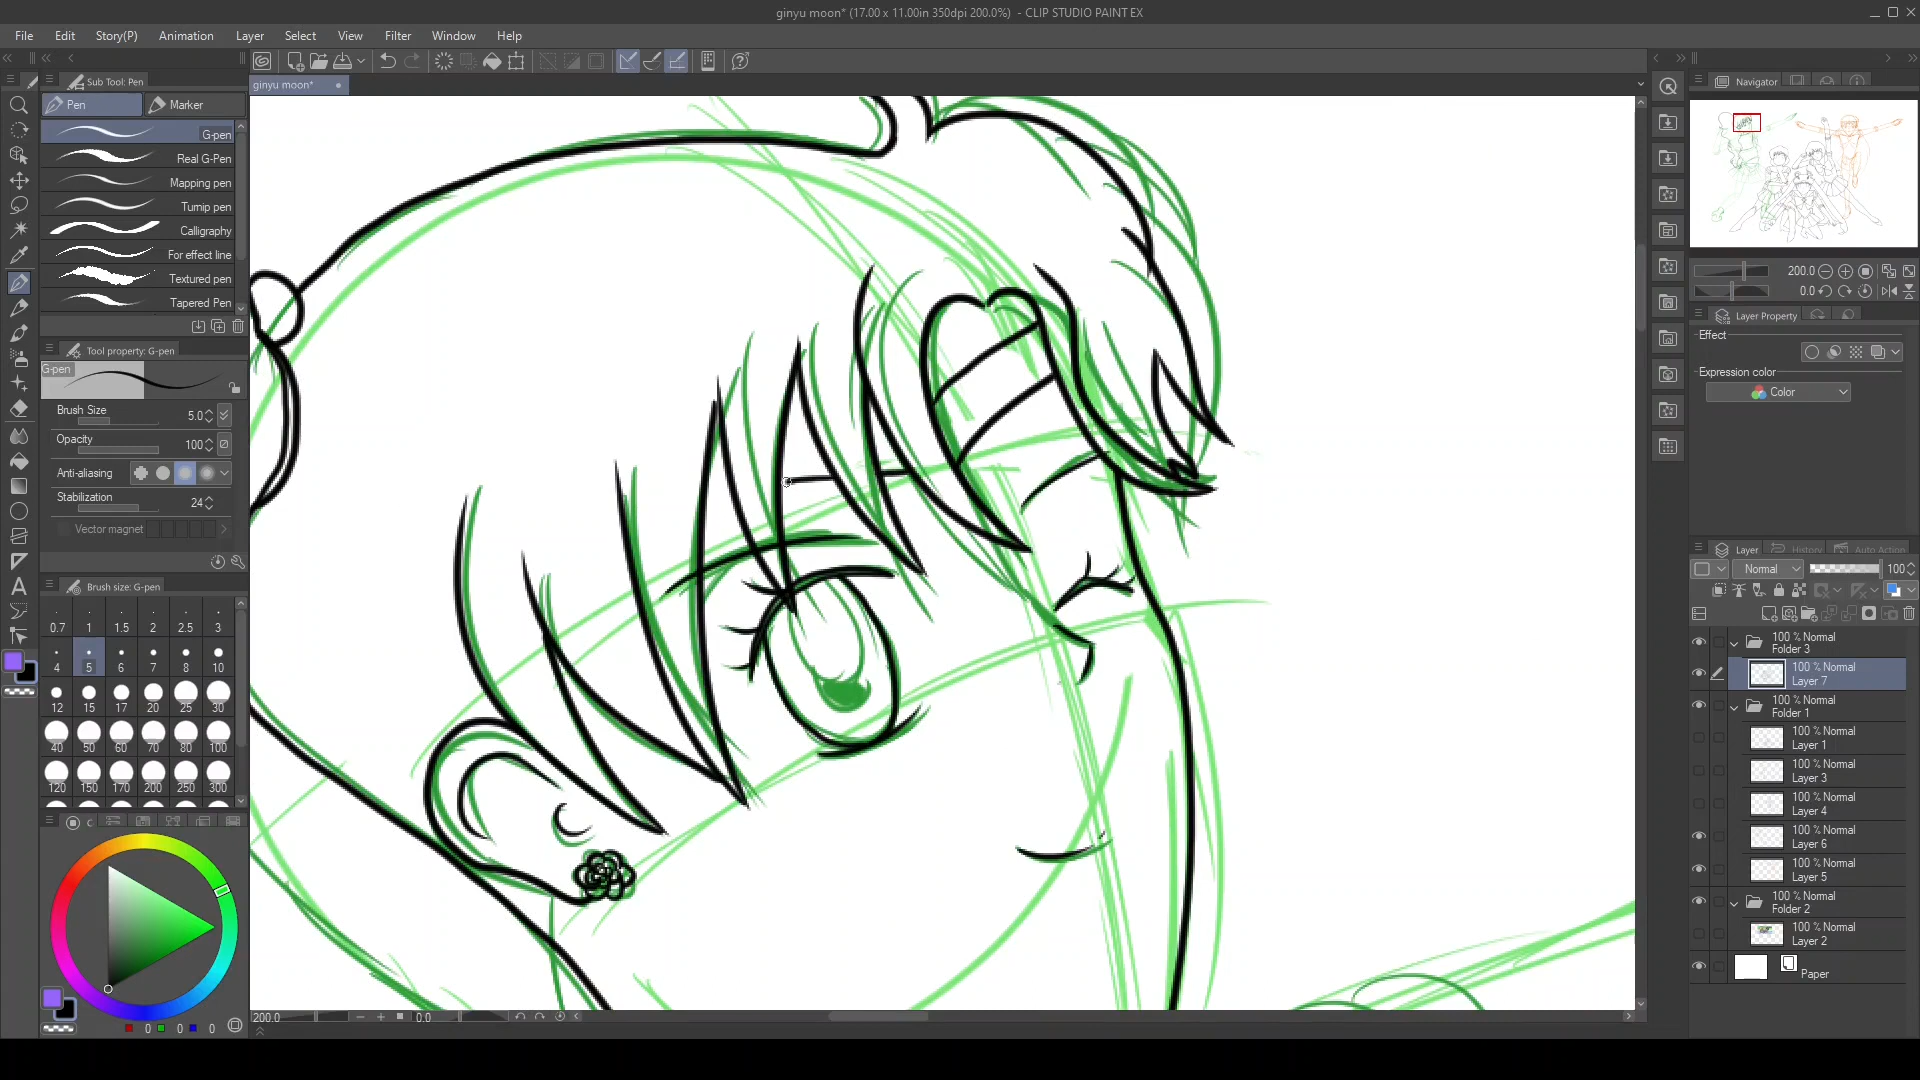 ginyu moon* (17.00 x 11.00in 350dpi 200.0%) - CLIP STUDIO PAINT EX
File Edit Story(P) Animation Layer Select View Filter Window Help
Sub Tool: Pen
ginyu moon*
Navigator
Pen Marker
G-pen
Real G-Pen
Mapping pen
Turnip pen
Calligraphy
For effect line
Textured pen
Tapered Pen
200.0
0.0
Layer Property
Effect
Expression color
Color
Tool property: G-pen
G-pen
Brush Size 5.0
Opacity 100
Anti-aliasing
Stabilization 24
Vector magnet
Brush size: G-pen
0.7 1 1.5 2 2.5 3
4 5 6 7 8 10
12 15 17 20 25 30
40 50 60 70 80 100
120 150 170 200 250 300
Layer History Auto Action
Normal 100
100 % Normal
Folder 3
100 % Normal
Layer 7
100 % Normal
Folder 1
100 % Normal
Layer 1
100 % Normal
Layer 3
100 % Normal
Layer 4
100 % Normal
Layer 6
100 % Normal
Layer 5
100 % Normal
Folder 2
100 % Normal
Layer 2
Paper
C
A
200.0 0.0
0 0 0